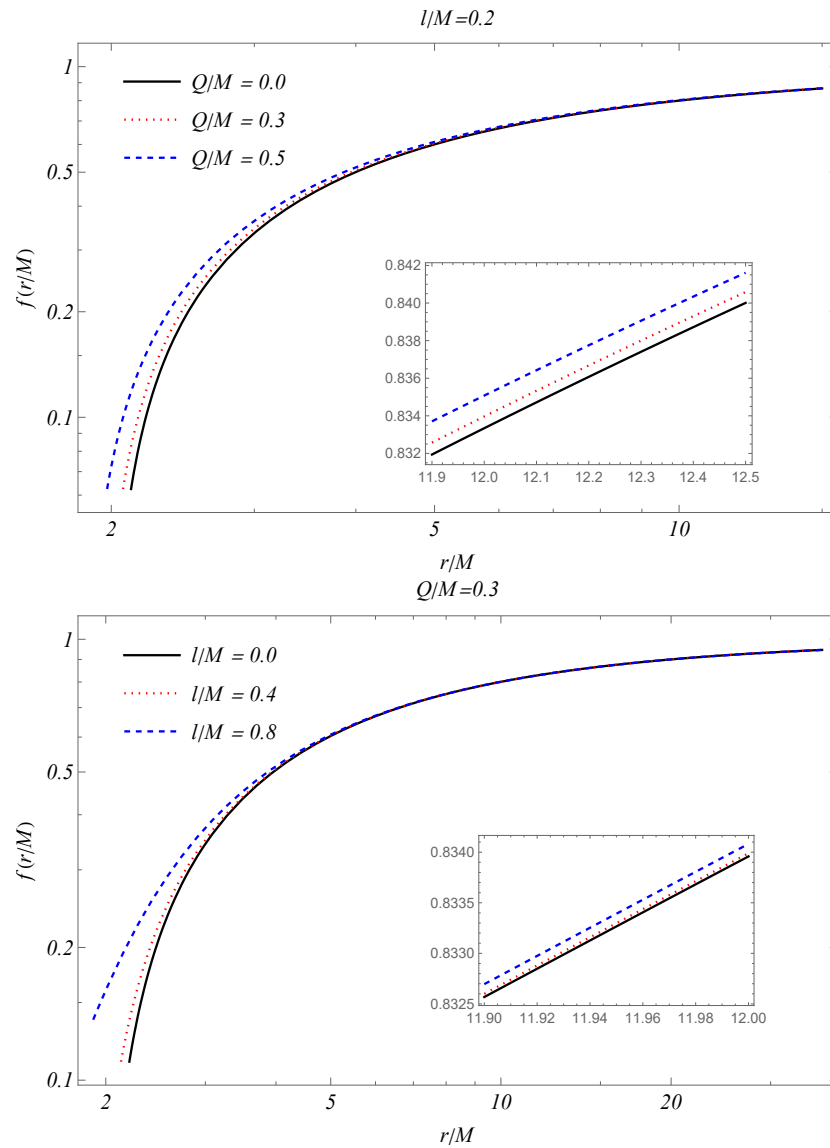 l/M=0.2
1
Q/M = 0.0
Q/M = 0.3
Q/M = 0.5
0.5
0.2
0.1
f(r/M)
0.842
0.840
0.838
0.836
0.834
0.832
11.9 12.0 12.1 12.2 12.3 12.4 12.5
2 5 10
r/M
Q/M=0.3
1
l/M = 0.0
l/M = 0.4
l/M = 0.8
0.5
0.2
0.1
f(r/M)
0.8340
0.8335
0.8330
0.8325
11.90 11.92 11.94 11.96 11.98 12.00
2 5 10 20
r/M